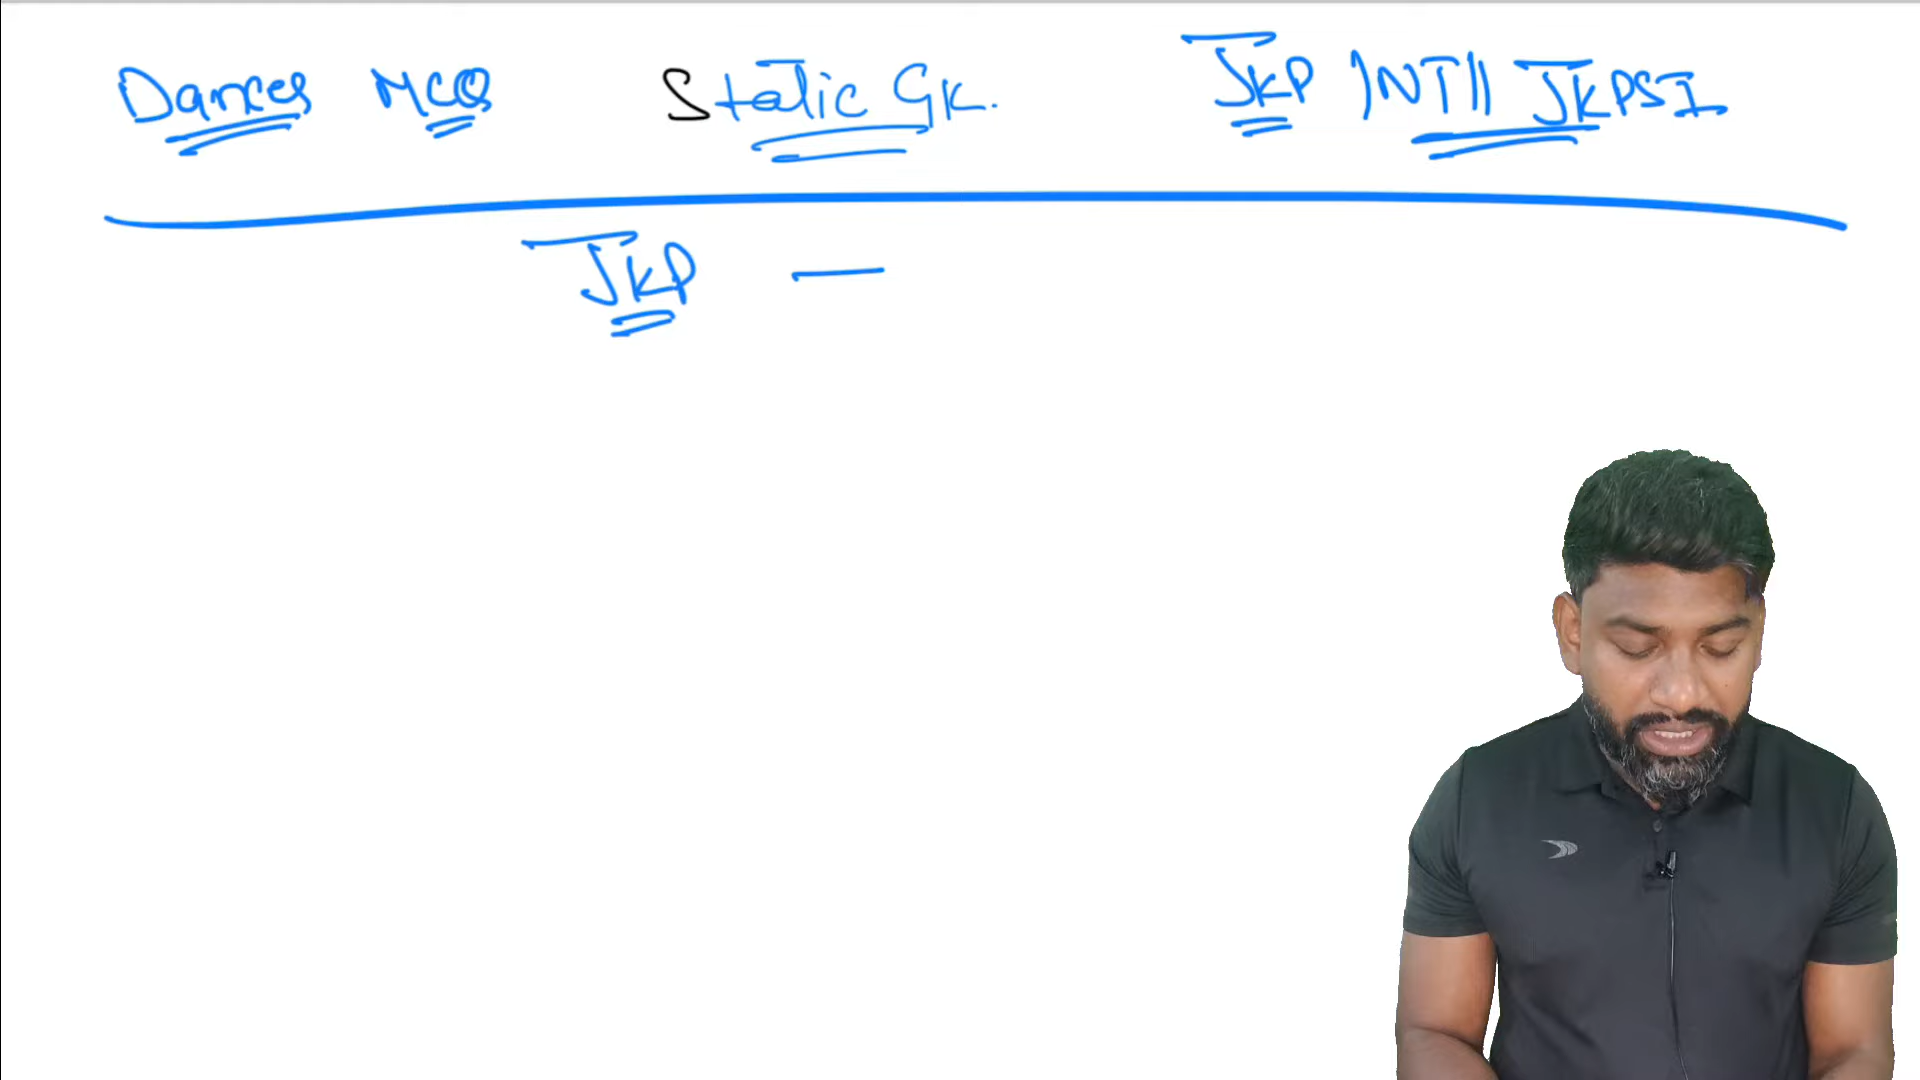 Dances MCQ Static GK. JKP INT || JKPSI
JKP —